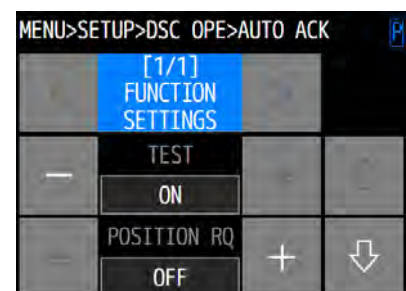 MENU>SETUP>DSC OPE>AUTO ACK P
[1/1]
FUNCTION
SETTINGS
TEST
ON
POSITION RQ
OFF